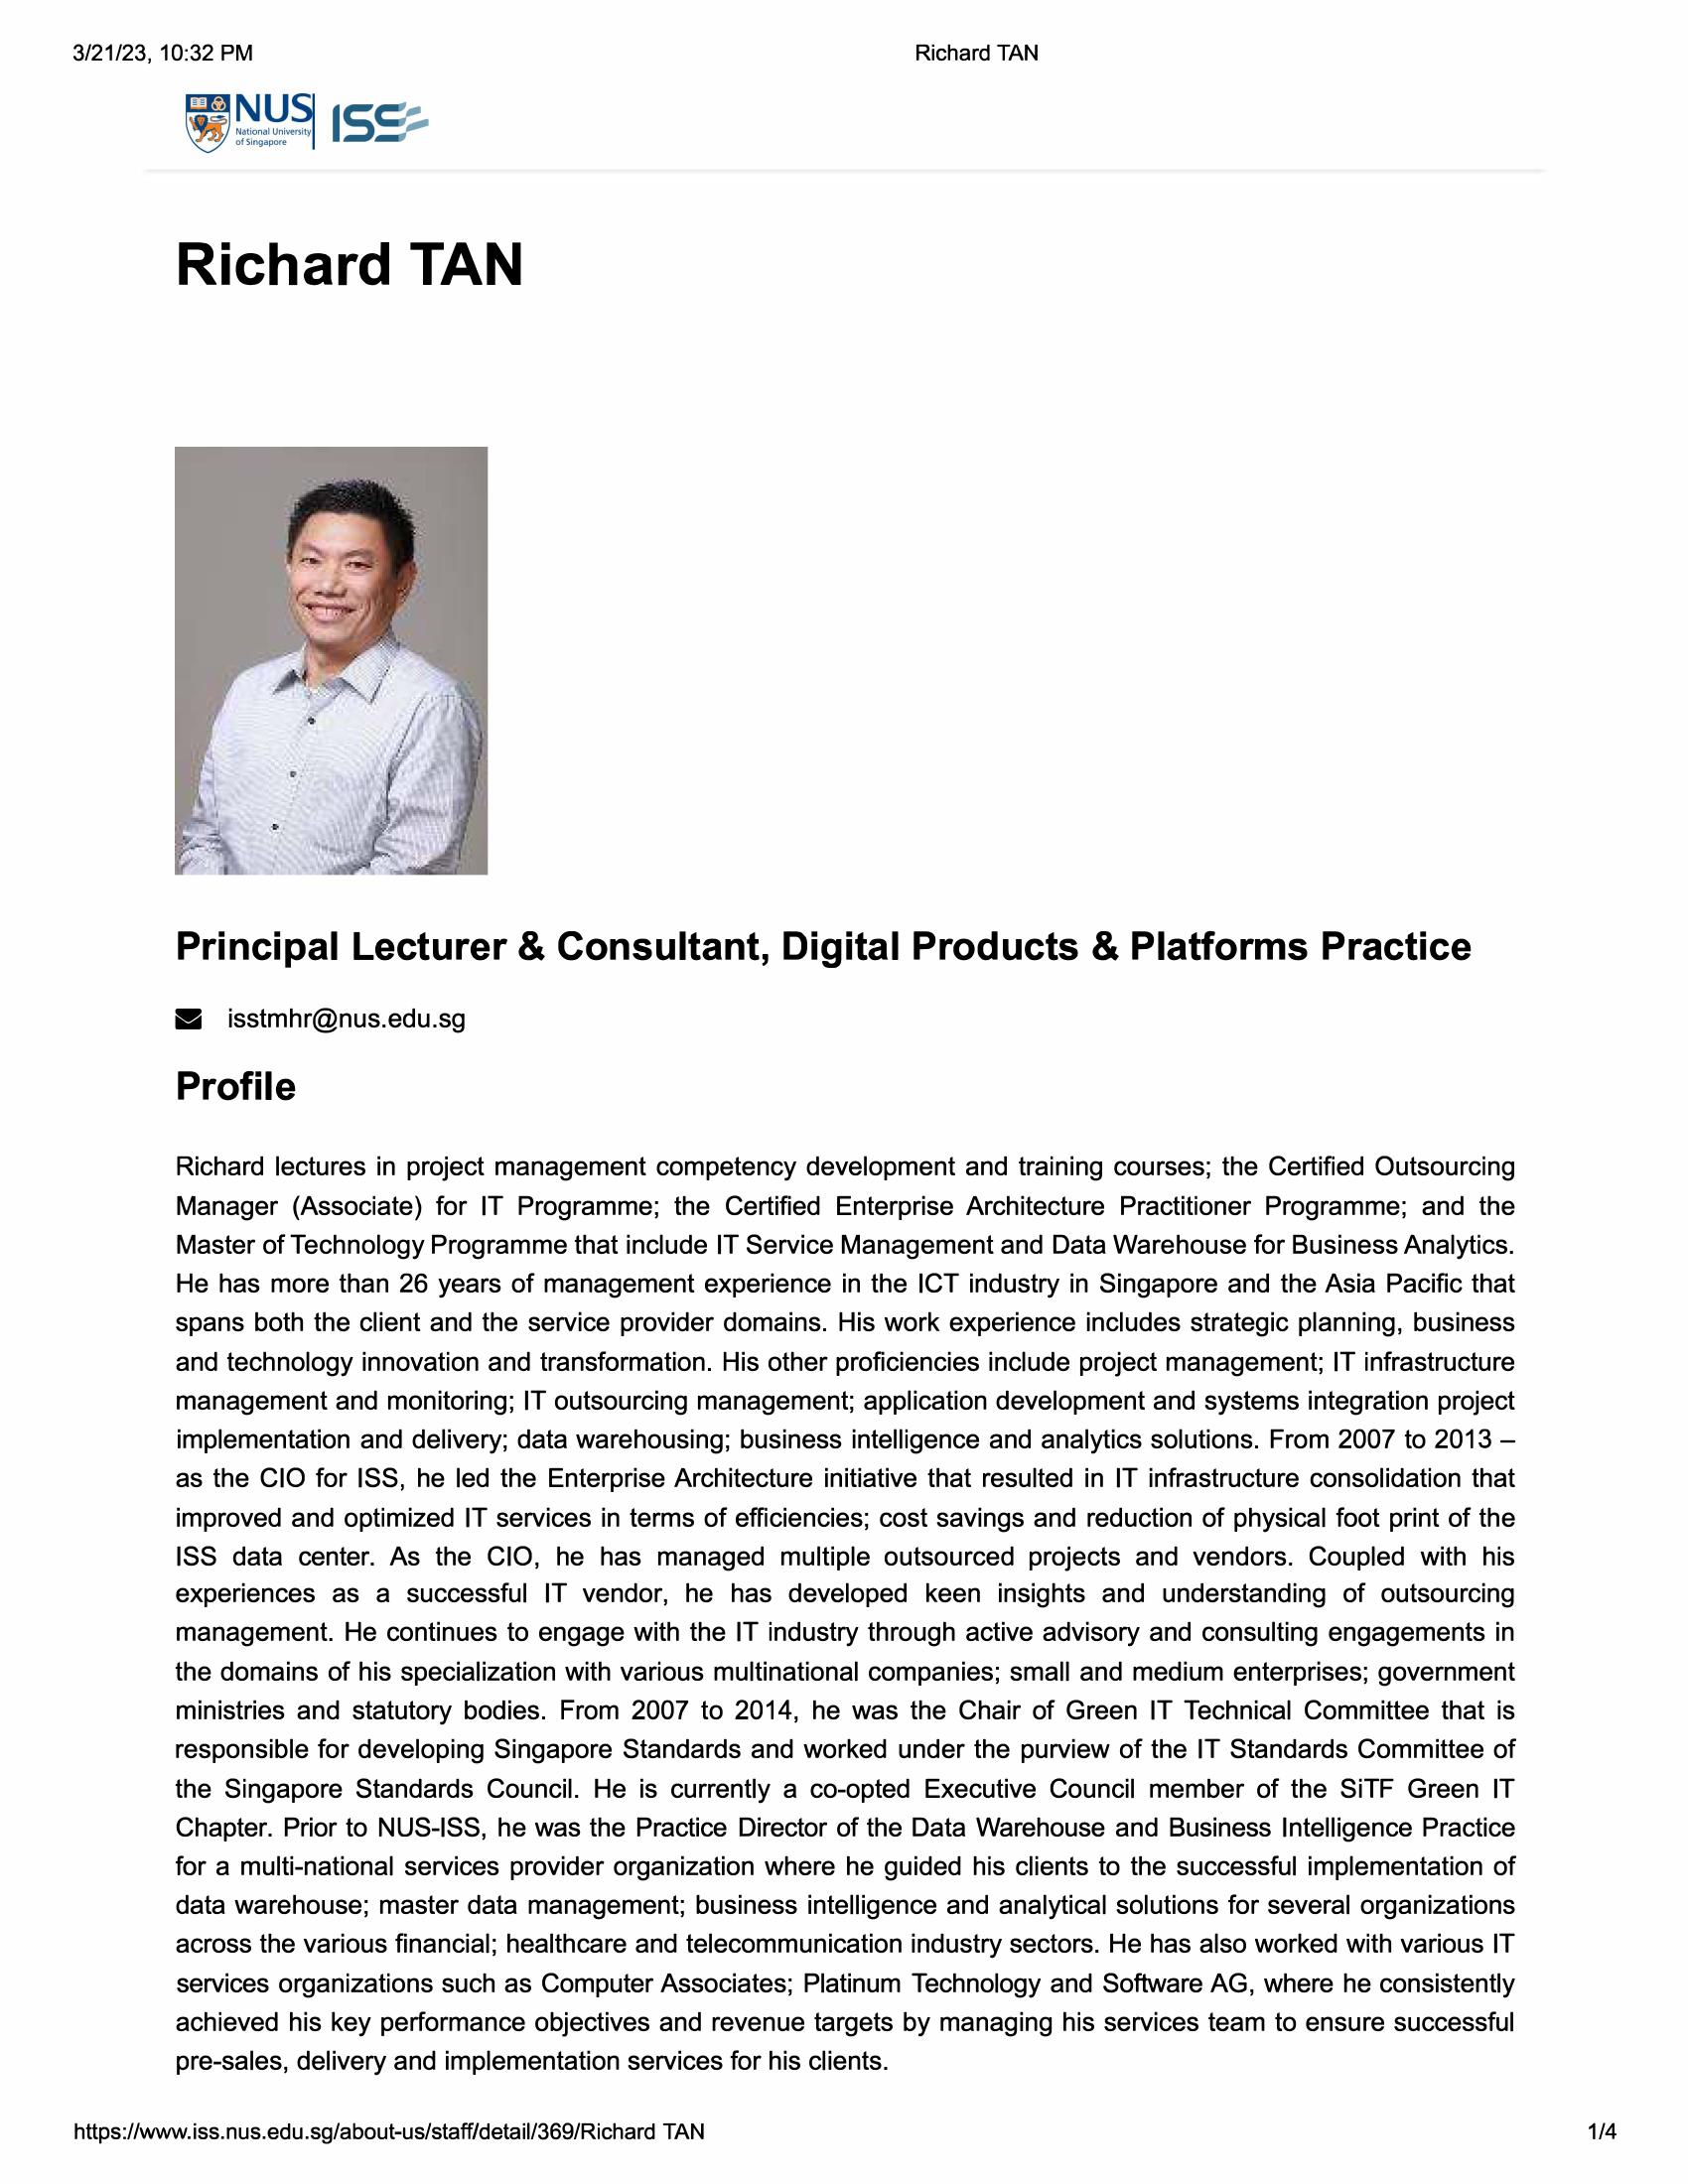 3/21/23, 10:32 PM
Richard TAN
NUS
National University
of Singapore
ISS
Richard TAN
Principal Lecturer & Consultant, Digital Products & Platforms Practice
isstmhr@nus.edu.sg
Profile
Richard lectures in project management competency development and training courses; the Certified Outsourcing
Manager (Associate) for IT Programme; the Certified Enterprise Architecture Practitioner Programme; and the
Master of Technology Programme that include IT Service Management and Data Warehouse for Business Analytics.
He has more than 26 years of management experience in the ICT industry in Singapore and the Asia Pacific that
spans both the client and the service provider domains. His work experience includes strategic planning, business
and technology innovation and transformation. His other proficiencies include project management; IT infrastructure
management and monitoring; IT outsourcing management; application development and systems integration project
implementation and delivery; data warehousing; business intelligence and analytics solutions. From 2007 to 2013 –
as the CIO for ISS, he led the Enterprise Architecture initiative that resulted in IT infrastructure consolidation that
improved and optimized IT services in terms of efficiencies; cost savings and reduction of physical foot print of the
ISS data center. As the CIO, he has managed multiple outsourced projects and vendors. Coupled with his
experiences as a successful IT vendor, he has developed keen insights and understanding of outsourcing
management. He continues to engage with the IT industry through active advisory and consulting engagements in
the domains of his specialization with various multinational companies; small and medium enterprises; government
ministries and statutory bodies. From 2007 to 2014, he was the Chair of Green IT Technical Committee that is
responsible for developing Singapore Standards and worked under the purview of the IT Standards Committee of
the Singapore Standards Council. He is currently a co-opted Executive Council member of the SiTF Green IT
Chapter. Prior to NUS-ISS, he was the Practice Director of the Data Warehouse and Business Intelligence Practice
for a multi-national services provider organization where he guided his clients to the successful implementation of
data warehouse; master data management; business intelligence and analytical solutions for several organizations
across the various financial; healthcare and telecommunication industry sectors. He has also worked with various IT
services organizations such as Computer Associates; Platinum Technology and Software AG, where he consistently
achieved his key performance objectives and revenue targets by managing his services team to ensure successful
pre-sales, delivery and implementation services for his clients.
https://www.iss.nus.edu.sg/about-us/staff/detail/369/Richard TAN
1/4